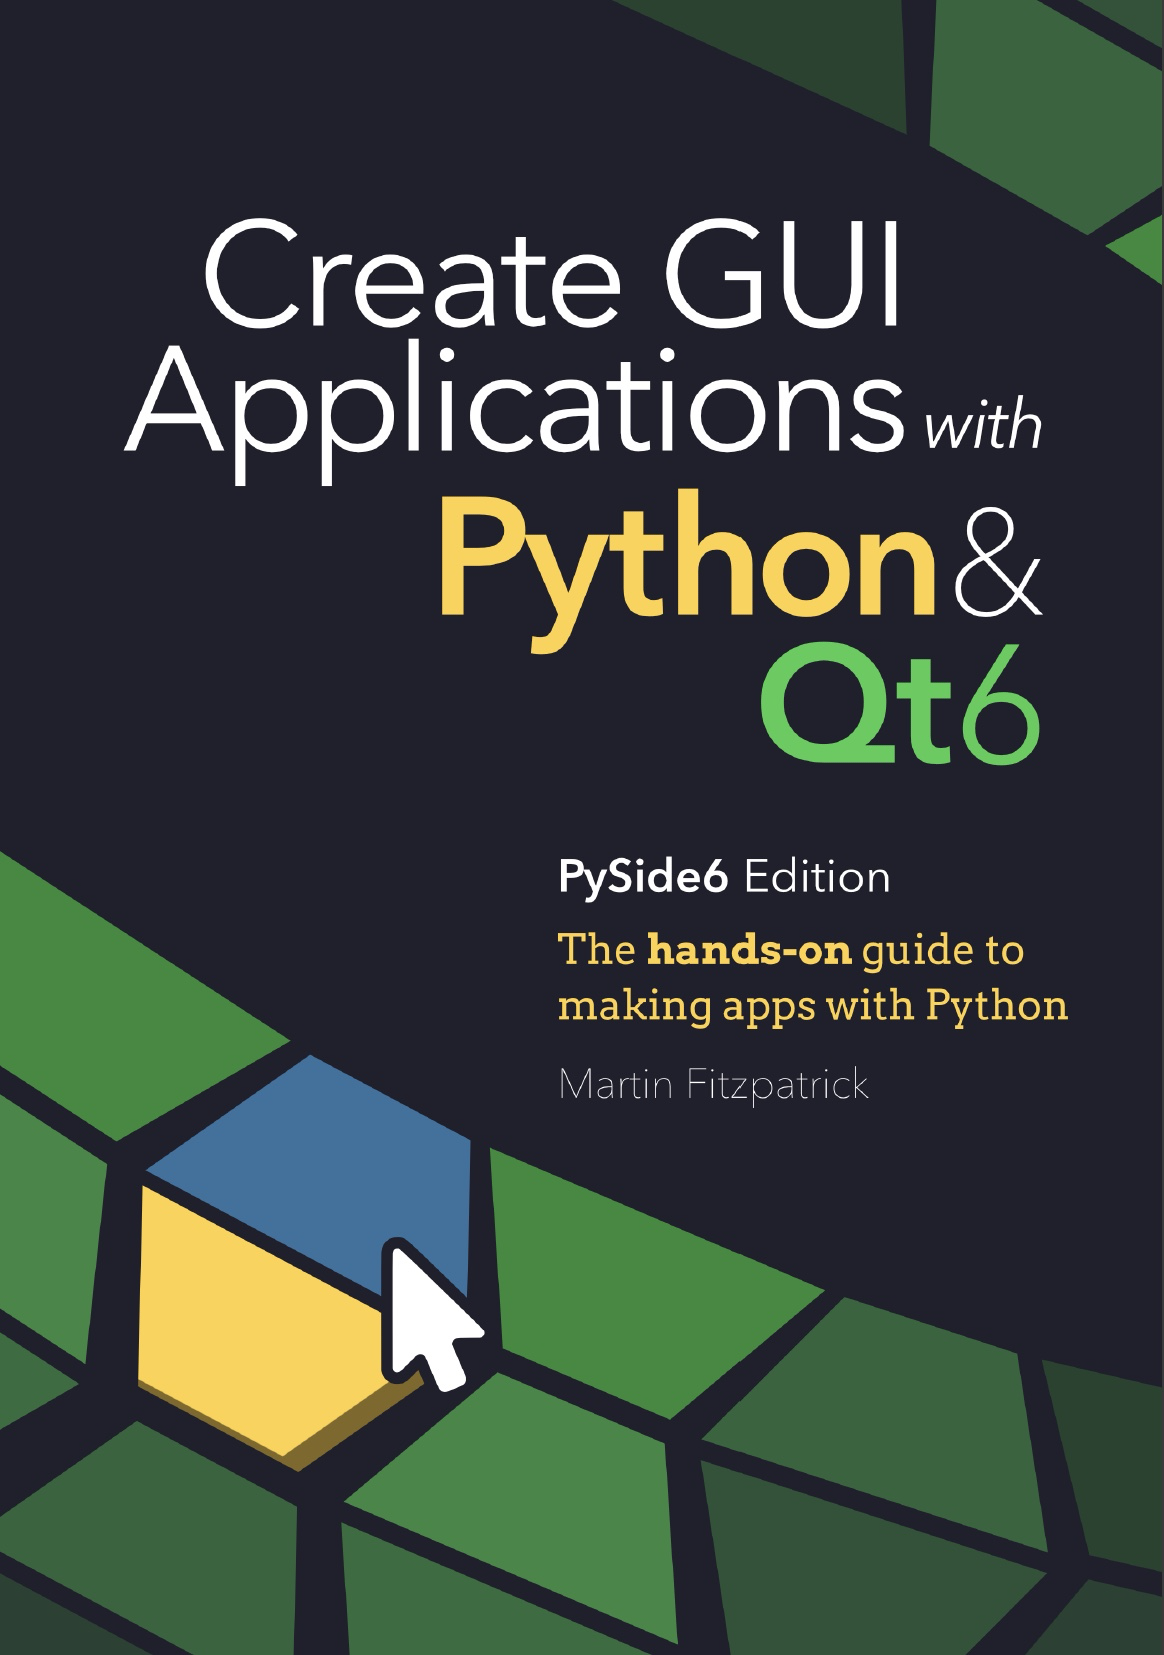 Create GUI
Applications with
Python &
Qt6
PySide6 Edition
The hands-on guide to
making apps with Python
Martin Fitzpatrick